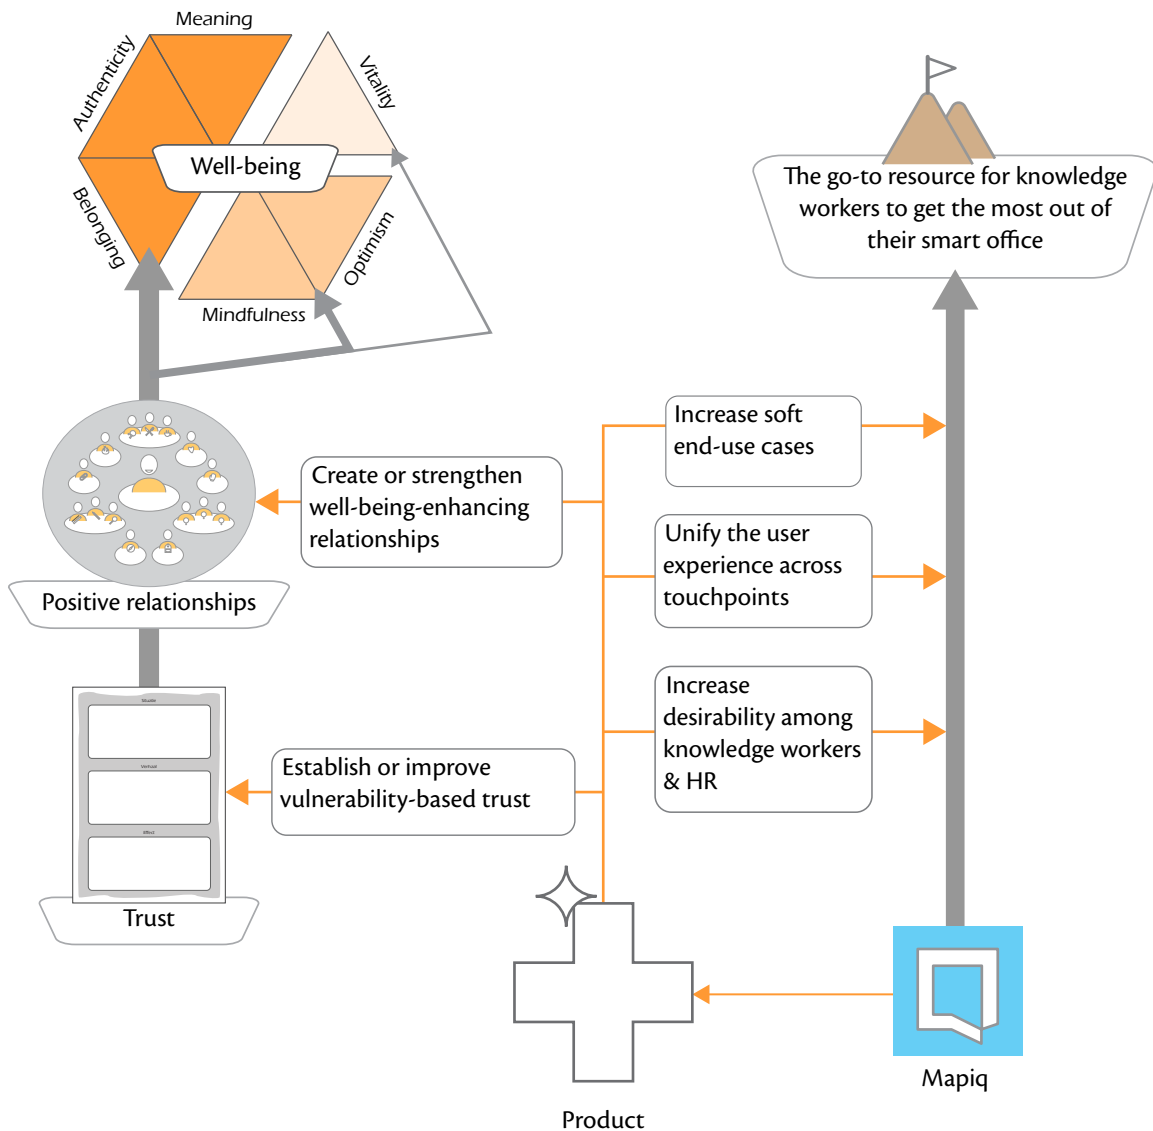 Meaning
Authenticity
Vitality
Well-being
Belonging
Optimism
Mindfulness
The go-to resource for knowledge
workers to get the most out of
their smart office
Increase soft
end-use cases
Create or strengthen
well-being-enhancing
relationships
Unify the user
experience across
touchpoints
Positive relationships
Increase
desirability among
knowledge workers
& HR
Establish or improve
vulnerability-based trust
Effect
Trust
Mapiq
Product